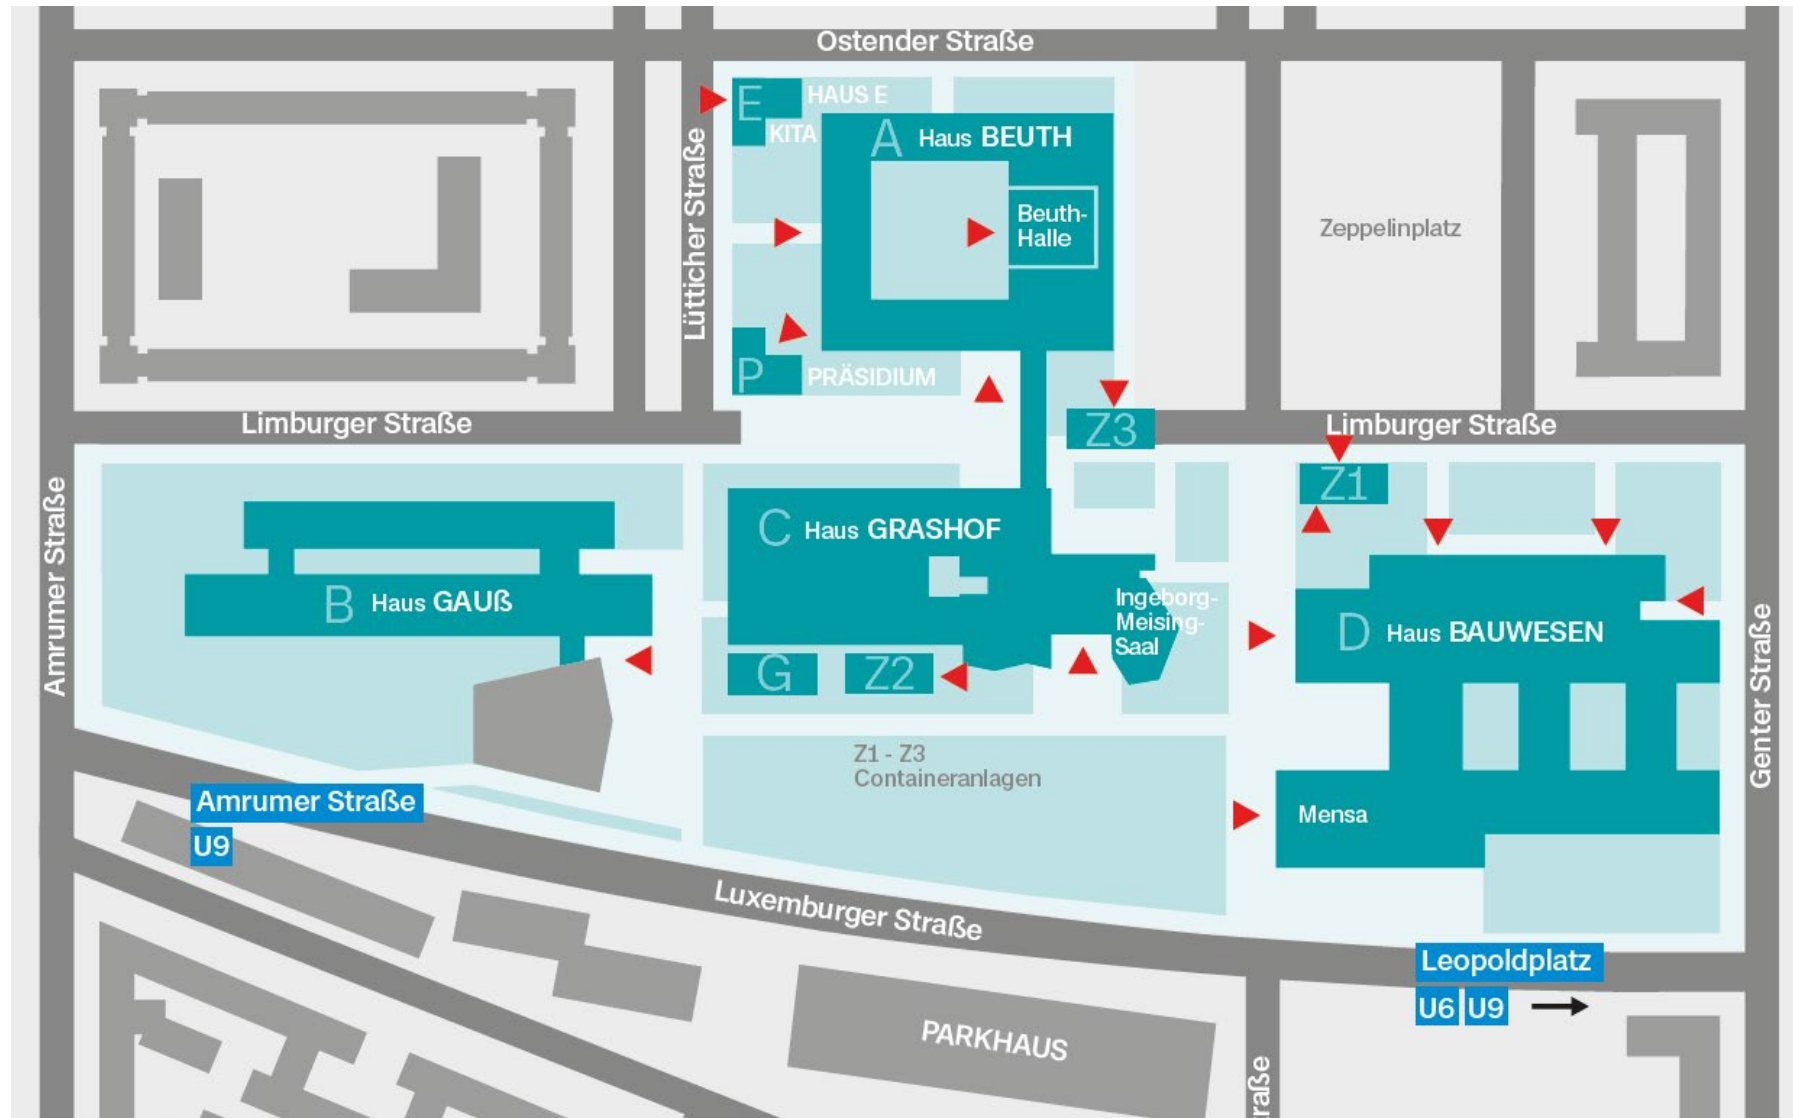 Ostender Straße
E
HAUS E
KITA
A Haus BEUTH
Beuth-
Halle
Zeppelinplatz
Lütticher Straße
P
PRÄSIDIUM
Limburger Straße
Z3
Limburger Straße
Z1
Amrumer Straße
C Haus GRASHOF
B Haus GAUß
Ingeborg-
Meising-
Saal
D Haus BAUWESEN
G
Z2
Genter Straße
Z1 - Z3
Containeranlagen
Amrumer Straße
U9
Mensa
Luxemburger Straße
Leopoldplatz
U6 U9
PARKHAUS
raße